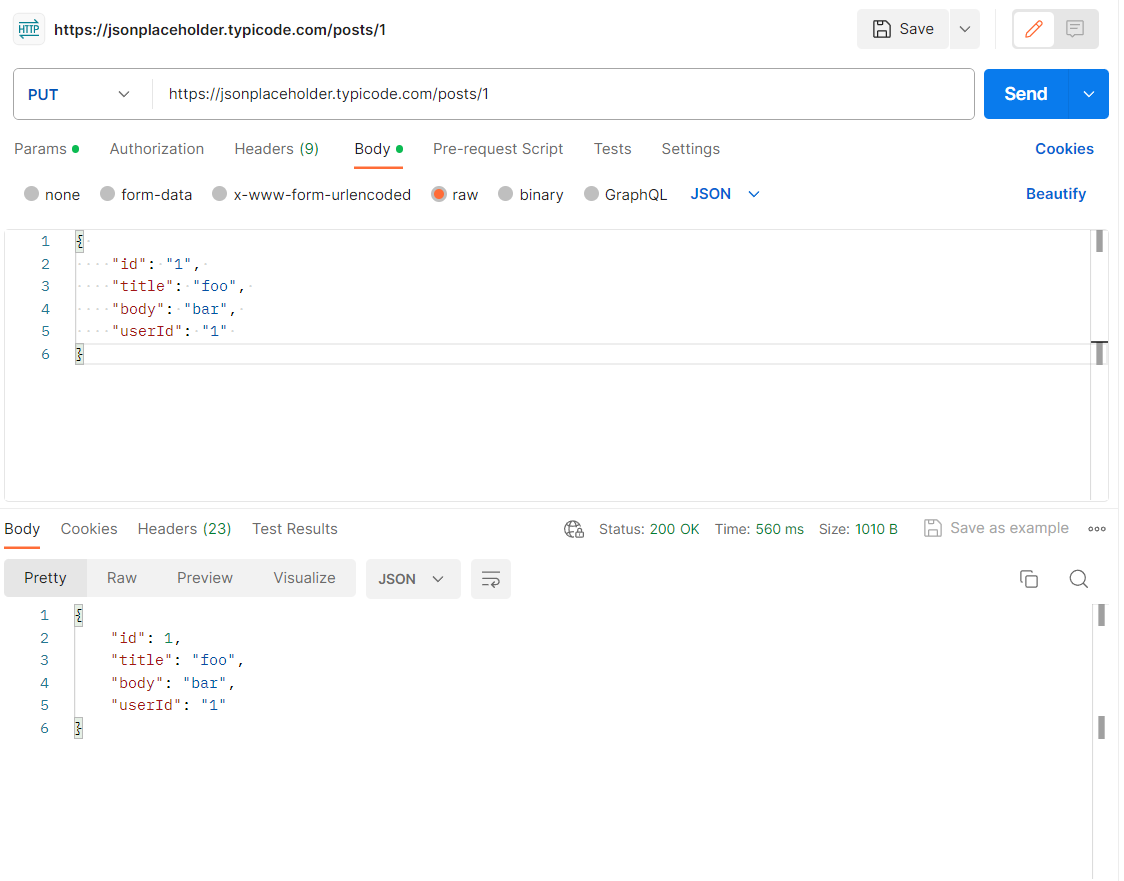 HTTP https://jsonplaceholder.typicode.com/posts/1 Save
PUT https://jsonplaceholder.typicode.com/posts/1 Send
Params Authorization Headers (9) Body Pre-request Script Tests Settings Cookies
none form-data x-www-form-urlencoded raw binary GraphQL JSON Beautify
1 {
2     "id": "1",
3     "title": "foo",
4     "body": "bar",
5     "userId": "1"
6 }
Body Cookies Headers (23) Test Results Status: 200 OK Time: 560 ms Size: 1010 B Save as example
Pretty Raw Preview Visualize JSON
1 {
2     "id": 1,
3     "title": "foo",
4     "body": "bar",
5     "userId": "1"
6 }